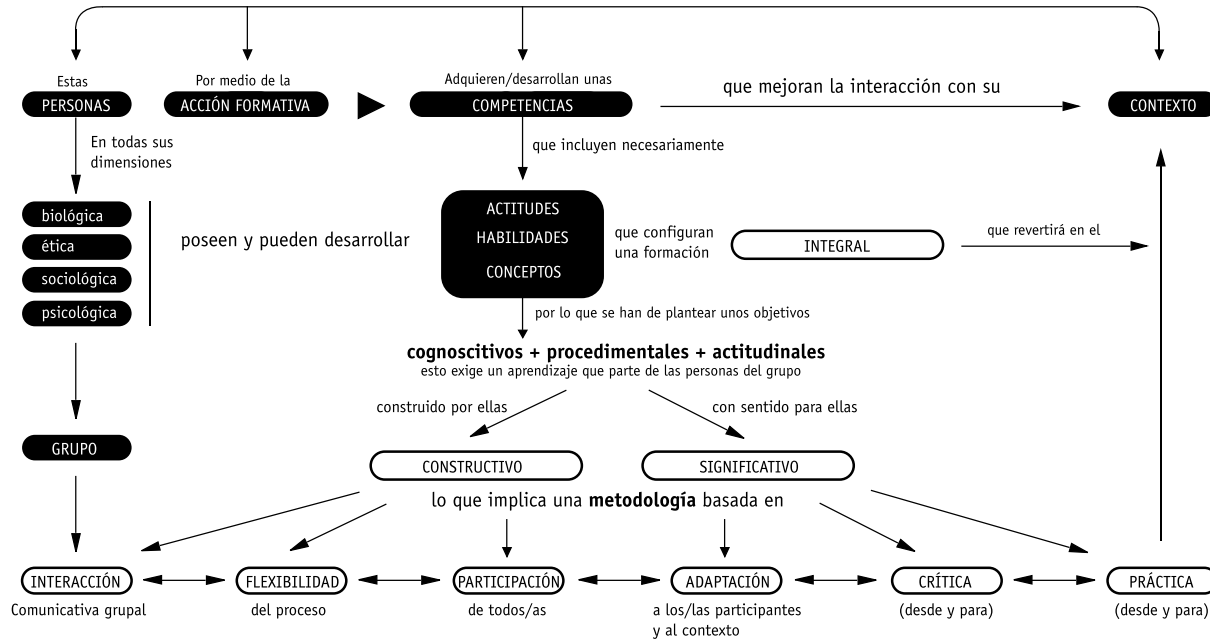 Estas
PERSONAS
Por medio de la
ACCIÓN FORMATIVA
Adquieren/desarrollan unas
COMPETENCIAS
que mejoran la interacción con su
CONTEXTO
En todas sus
dimensiones
que incluyen necesariamente
biológica
ética
sociológica
psicológica
poseen y pueden desarrollar
ACTITUDES
HABILIDADES
CONCEPTOS
que configuran
una formación
INTEGRAL
que revertirá en el
por lo que se han de plantear unos objetivos
cognoscitivos + procedimentales + actitudinales
esto exige un aprendizaje que parte de las personas del grupo
construido por ellas
con sentido para ellas
GRUPO
CONSTRUCTIVO
SIGNIFICATIVO
lo que implica una metodología basada en
INTERACCIÓN
Comunicativa grupal
FLEXIBILIDAD
del proceso
PARTICIPACIÓN
de todos/as
ADAPTACIÓN
a los/las participantes
y al contexto
CRÍTICA
(desde y para)
PRÁCTICA
(desde y para)